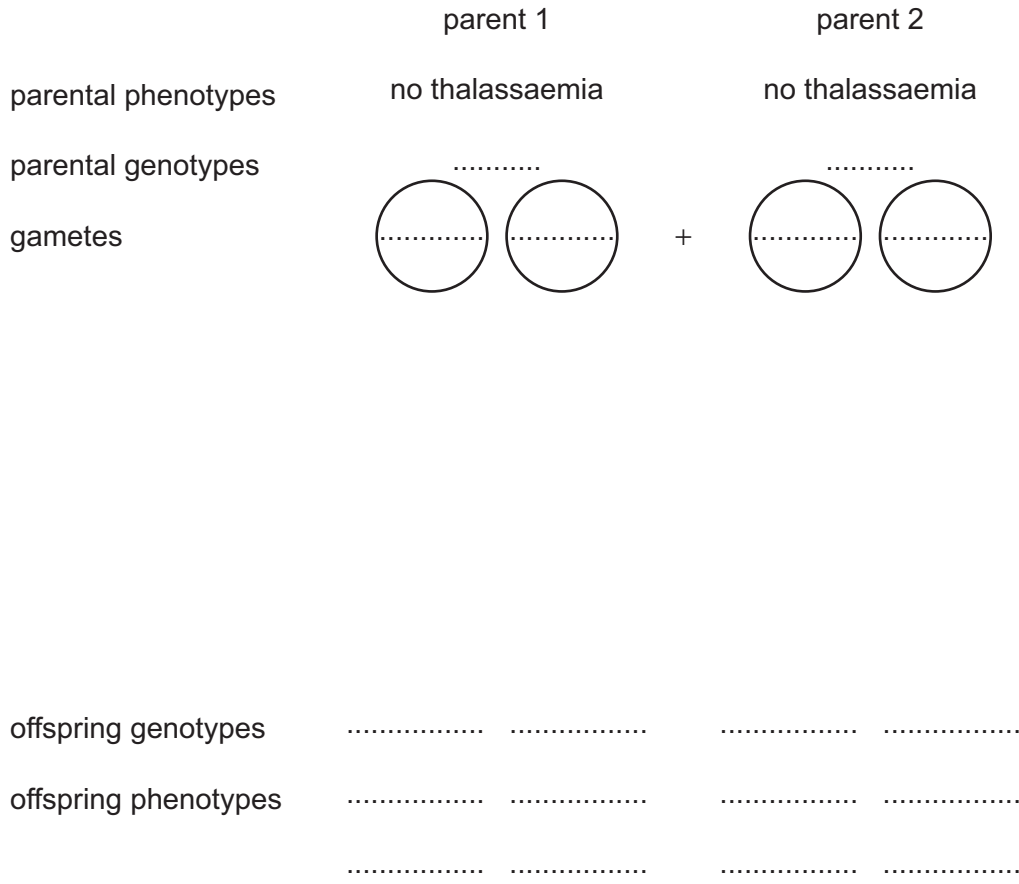 parent 1 parent 2
parental phenotypes no thalassaemia no thalassaemia
parental genotypes ........... ...........
gametes ............. ............. + ............. .............
offspring genotypes ................. ................. ................. .................
offspring phenotypes ................. ................. ................. .................
................. ................. ................. .................